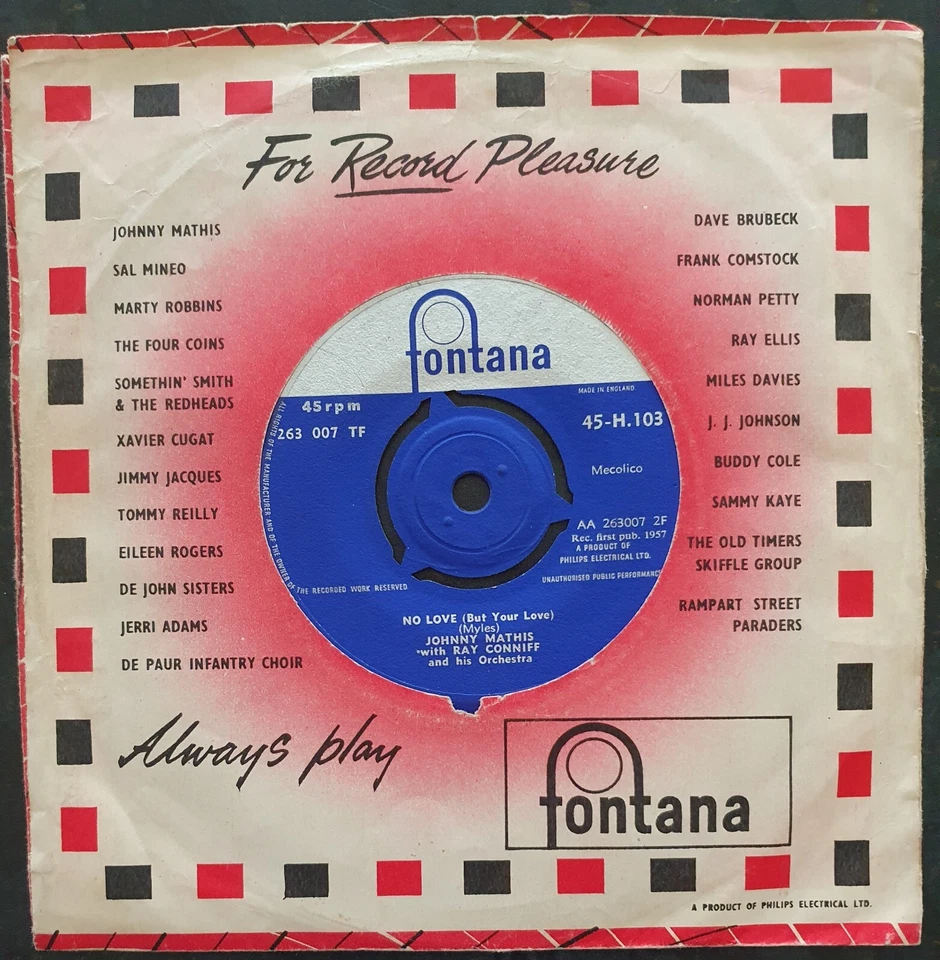 For Record Pleasure
JOHNNY MATHIS
SAL MINEO
MARTY ROBBINS
THE FOUR COINS
SOMETHIN' SMITH
& THE REDHEADS
XAVIER CUGAT
JIMMY JACQUES
TOMMY REILLY
EILEEN ROGERS
DE JOHN SISTERS
JERRI ADAMS
DE PAUR INFANTRY CHOIR
DAVE BRUBECK
FRANK COMSTOCK
NORMAN PETTY
RAY ELLIS
MILES DAVIES
J. J. JOHNSON
BUDDY COLE
SAMMY KAYE
THE OLD TIMERS
SKIFFLE GROUP
RAMPART STREET
PARADERS
fontana
MADE IN ENGLAND
45rpm
263 007 TF
45-H.103
Mecolico
AA 263007 2F
Rec. first pub. 1957
A PRODUCT OF
PHILIPS ELECTRICAL LTD.
UNAUTHORISED PUBLIC PERFORMANCE
ALL RIGHTS OF THE MANUFACTURER AND OF THE OWNER OF THE RECORDED WORK RESERVED
NO LOVE (But Your Love)
(Myles)
JOHNNY MATHIS
with RAY CONNIFF
and his Orchestra
Always play
fontana
A PRODUCT OF PHILIPS ELECTRICAL LTD.